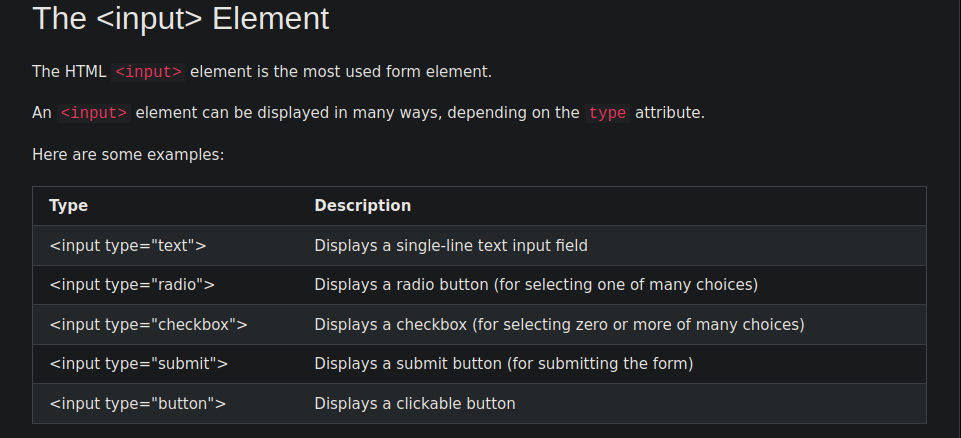 The <input> Element
The HTML <input> element is the most used form element.
An <input> element can be displayed in many ways, depending on the type attribute.
Here are some examples:
Type Description
<input type="text"> Displays a single-line text input field
<input type="radio"> Displays a radio button (for selecting one of many choices)
<input type="checkbox"> Displays a checkbox (for selecting zero or more of many choices)
<input type="submit"> Displays a submit button (for submitting the form)
<input type="button"> Displays a clickable button